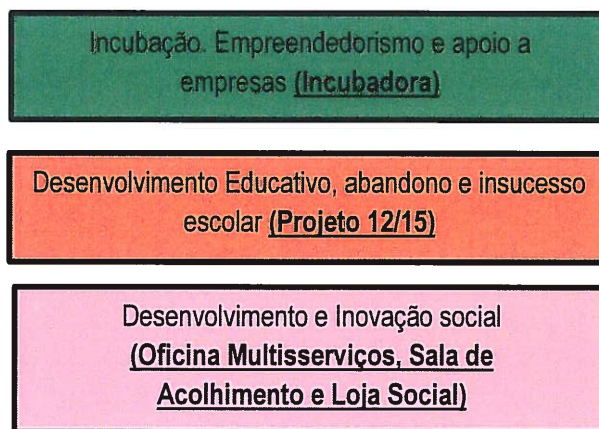 Incubação. Empreendedorismo e apoio a
empresas (Incubadora)
Desenvolvimento Educativo, abandono e insucesso
escolar (Projeto 12/15)
Desenvolvimento e Inovação social
(Oficina Multisserviços, Sala de
Acolhimento e Loja Social)